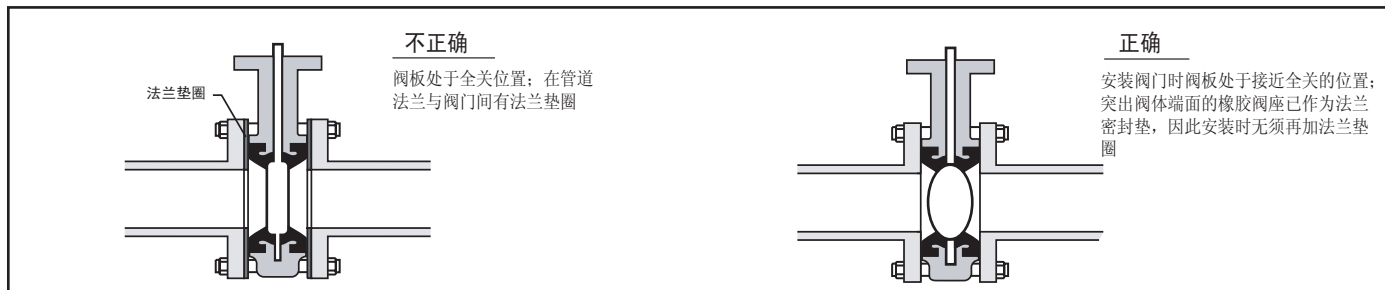 不正确
阀板处于全关位置；在管道
法兰与阀门间有法兰垫圈
法兰垫圈
正确
安装阀门时阀板处于接近全关的位置；
突出阀体端面的橡胶阀座已作为法兰
密封垫，因此安装时无须再加法兰垫
圈